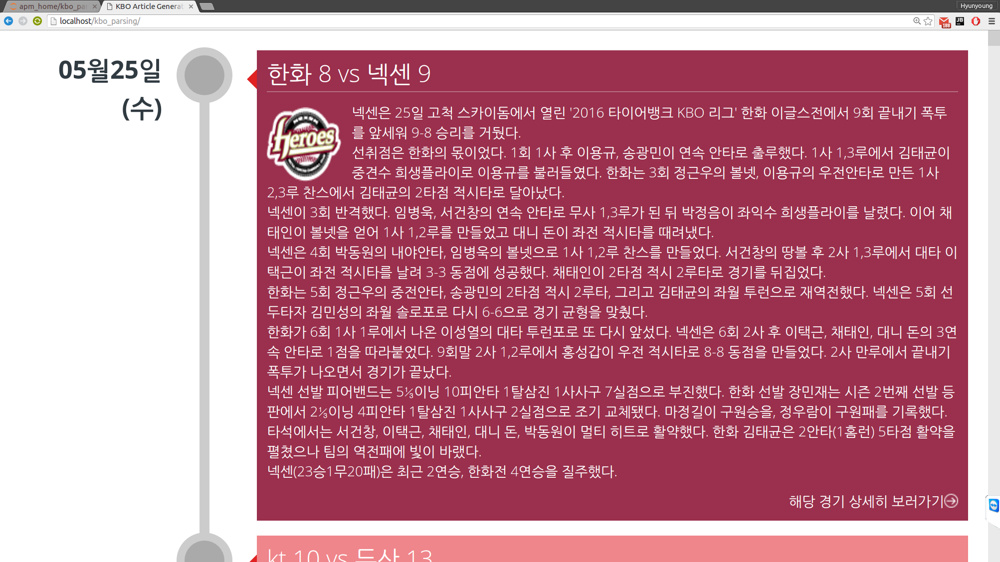 apm_home/kbo_par
KBO Article Generat
Hyunyoung
localhost/kbo_parsing/
188
JB
05월25일
(수)
한화 8 vs 넥센 9
Heroes
넥센은 25일 고척 스카이돔에서 열린 '2016 타이어뱅크 KBO 리그' 한화 이글스전에서 9회 끝내기 폭투
를 앞세워 9-8 승리를 거뒀다.
선취점은 한화의 몫이었다. 1회 1사 후 이용규, 송광민이 연속 안타로 출루했다. 1사 1,3루에서 김태균이
중견수 희생플라이로 이용규를 불러들였다. 한화는 3회 정근우의 볼넷, 이용규의 우전안타로 만든 1사
2,3루 찬스에서 김태균의 2타점 적시타로 달아났다.
넥센이 3회 반격했다. 임병욱, 서건창의 연속 안타로 무사 1,3루가 된 뒤 박정음이 좌익수 희생플라이를 날렸다. 이어 채
태인이 볼넷을 얻어 1사 1,2루를 만들었고 대니 돈이 좌전 적시타를 때려냈다.
넥센은 4회 박동원의 내야안타, 임병욱의 볼넷으로 1사 1,2루 찬스를 만들었다. 서건창의 땅볼 후 2사 1,3루에서 대타 이
택근이 좌전 적시타를 날려 3-3 동점에 성공했다. 채태인이 2타점 적시 2루타로 경기를 뒤집었다.
한화는 5회 정근우의 중전안타, 송광민의 2타점 적시 2루타, 그리고 김태균의 좌월 투런으로 재역전했다. 넥센은 5회 선
두타자 김민성의 좌월 솔로포로 다시 6-6으로 경기 균형을 맞췄다.
한화가 6회 1사 1루에서 나온 이성열의 대타 투런포로 또 다시 앞섰다. 넥센은 6회 2사 후 이택근, 채태인, 대니 돈의 3연
속 안타로 1점을 따라붙었다. 9회말 2사 1,2루에서 홍성갑이 우전 적시타로 8-8 동점을 만들었다. 2사 만루에서 끝내기
폭투가 나오면서 경기가 끝났다.
넥센 선발 피어밴드는 5⅓이닝 10피안타 1탈삼진 1사사구 7실점으로 부진했다. 한화 선발 장민재는 시즌 2번째 선발 등
판에서 2⅓이닝 4피안타 1탈삼진 1사사구 2실점으로 조기 교체됐다. 마정길이 구원승을, 정우람이 구원패를 기록했다.
타석에서는 서건창, 이택근, 채태인, 대니 돈, 박동원이 멀티 히트로 활약했다. 한화 김태균은 2안타(1홈런) 5타점 활약을
펼쳤으나 팀의 역전패에 빛이 바랬다.
넥센(23승1무20패)은 최근 2연승, 한화전 4연승을 질주했다.
해당 경기 상세히 보러가기
kt 10 vs 두산 13